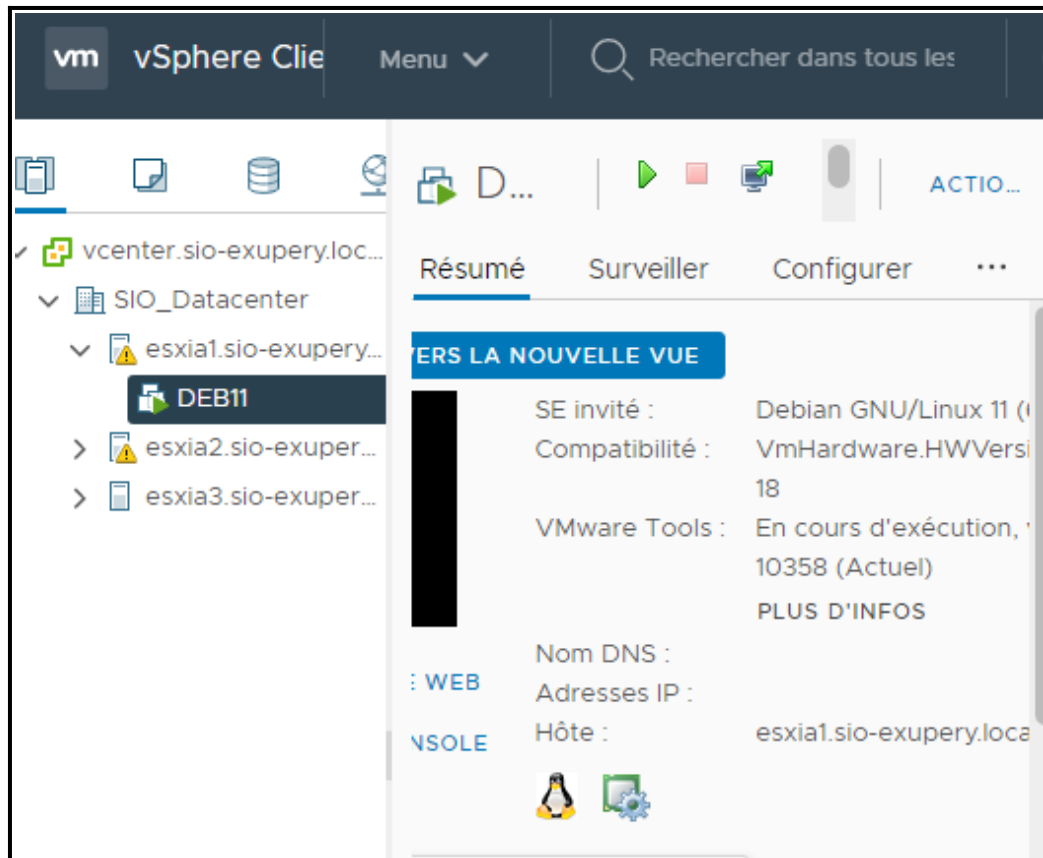 vm vSphere Clie Menu Rechercher dans tous les
D... ACTIO...
vcenter.sio-exupery.loc...
SIO_Datacenter
esxia1.sio-exupery...
DEB11
esxia2.sio-exuper...
esxia3.sio-exuper...
Résumé Surveiller Configurer ...
VERS LA NOUVELLE VUE
SE invité : Debian GNU/Linux 11 (
Compatibilité : VmHardware.HWVersi
18
VMware Tools : En cours d'exécution,
10358 (Actuel)
PLUS D'INFOS
Nom DNS :
E WEB
Adresses IP :
NSOLE
Hôte : esxia1.sio-exupery.loca